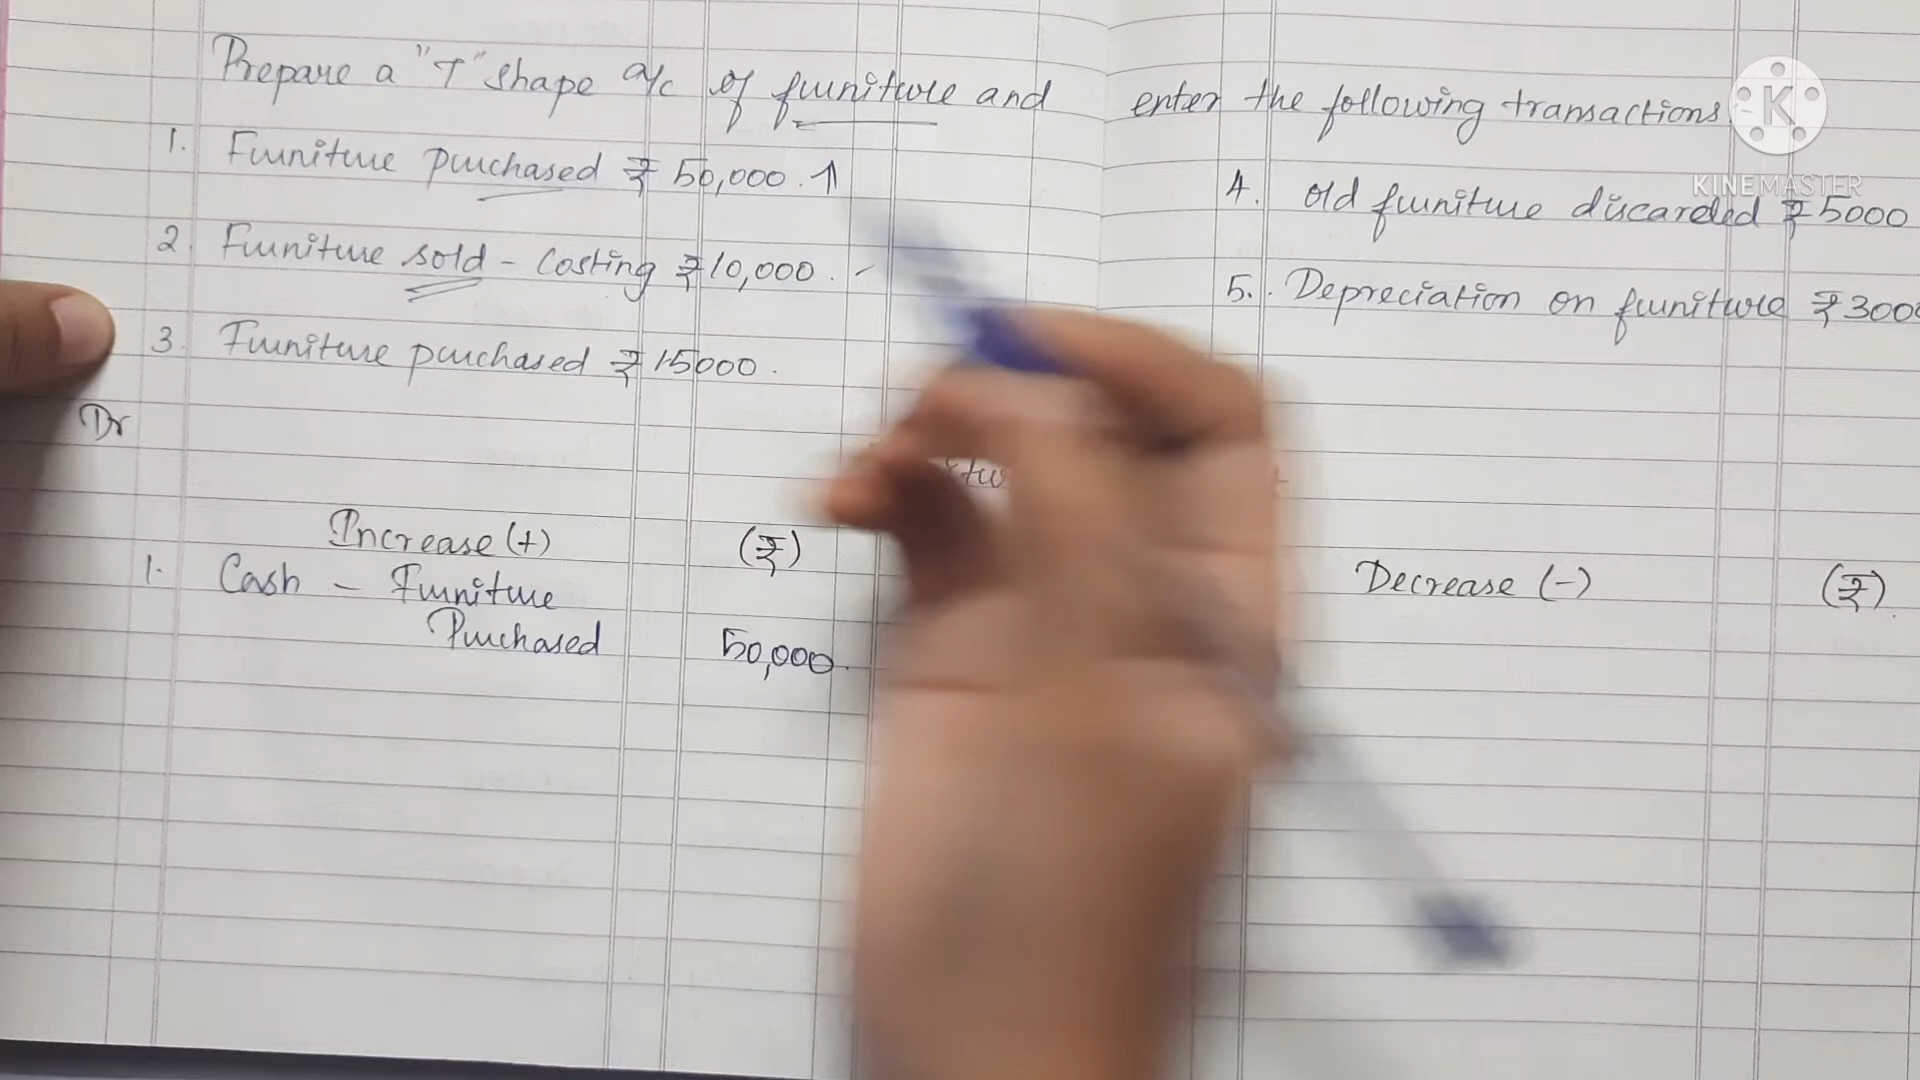 Prepare a "T" shape a/c of furniture and enter the following transactions
1. Furniture purchased ₹ 50,000. ↑
2. Furniture sold - Costing ₹ 10,000. -
3. Furniture purchased ₹ 15000.
4. old furniture discarded ₹ 5000
5. Depreciation on furniture ₹ 300
KINEMASTER
Dr
Increase (+) (₹) Decrease (-) (₹)
1. Cash - Furniture
Purchased 50,000.